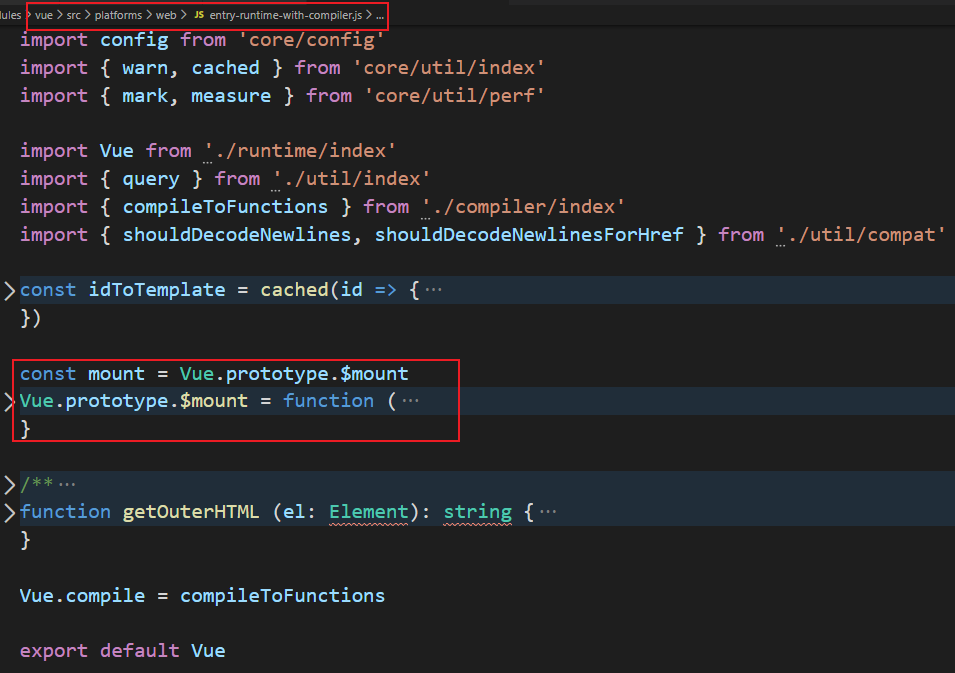 ules > vue > src > platforms > web > JS entry-runtime-with-compiler.js > ...
import config from 'core/config'
import { warn, cached } from 'core/util/index'
import { mark, measure } from 'core/util/perf'
import Vue from './runtime/index'
import { query } from './util/index'
import { compileToFunctions } from './compiler/index'
import { shouldDecodeNewlines, shouldDecodeNewlinesForHref } from './util/compat'
const idToTemplate = cached(id => {···
})
const mount = Vue.prototype.$mount
Vue.prototype.$mount = function (···
}
/**···
function getOuterHTML (el: Element): string {···
}
Vue.compile = compileToFunctions
export default Vue